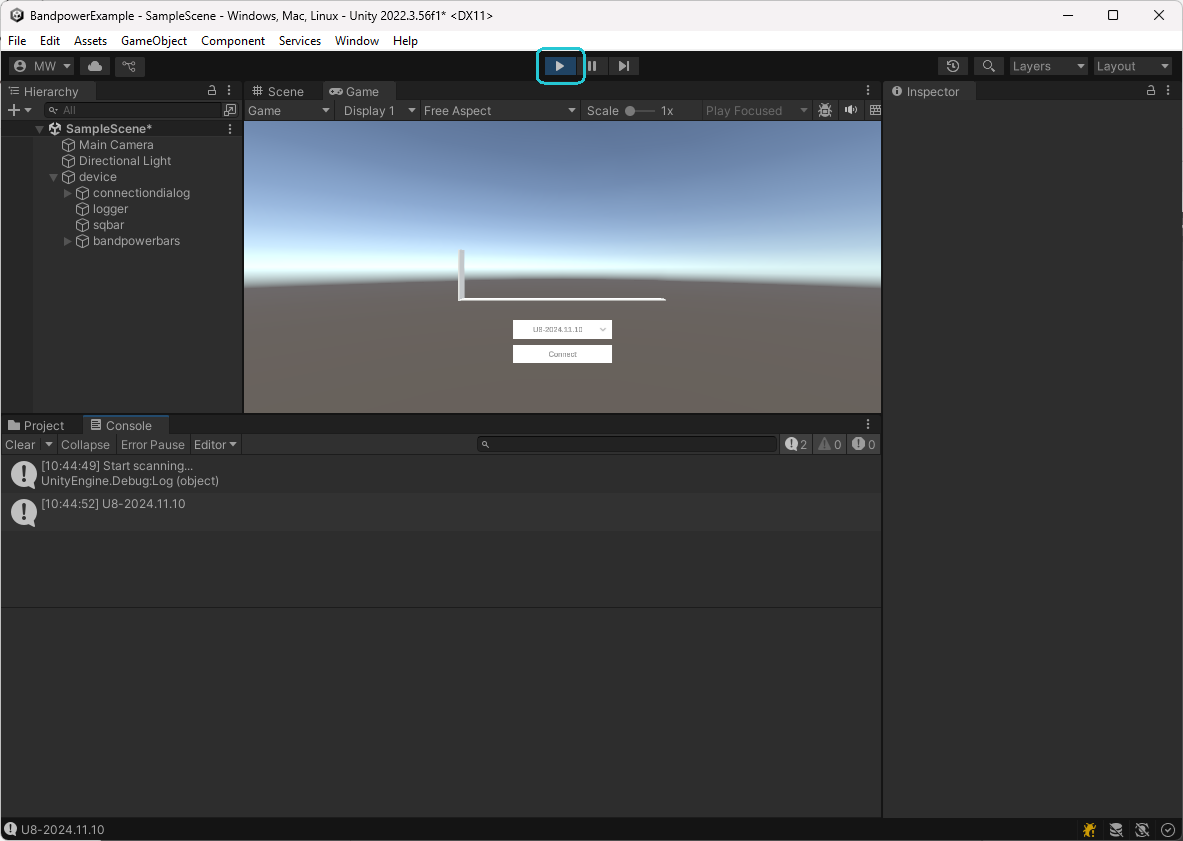 BandpowerExample - SampleScene - Windows, Mac, Linux - Unity 2022.3.56f1* <DX11>
File Edit Assets GameObject Component Services Window Help
MW Layers Layout
Hierarchy
All
SampleScene*
Main Camera
Directional Light
device
connectiondialog
logger
sqbar
bandpowerbars
Scene Game
Game Display 1 Free Aspect Scale 1x Play Focused
U8-2024.11.10
Connect
Inspector
Project Console
Clear Collapse Error Pause Editor 2 0 0
[10:44:49] Start scanning...
UnityEngine.Debug:Log (object)
[10:44:52] U8-2024.11.10
U8-2024.11.10